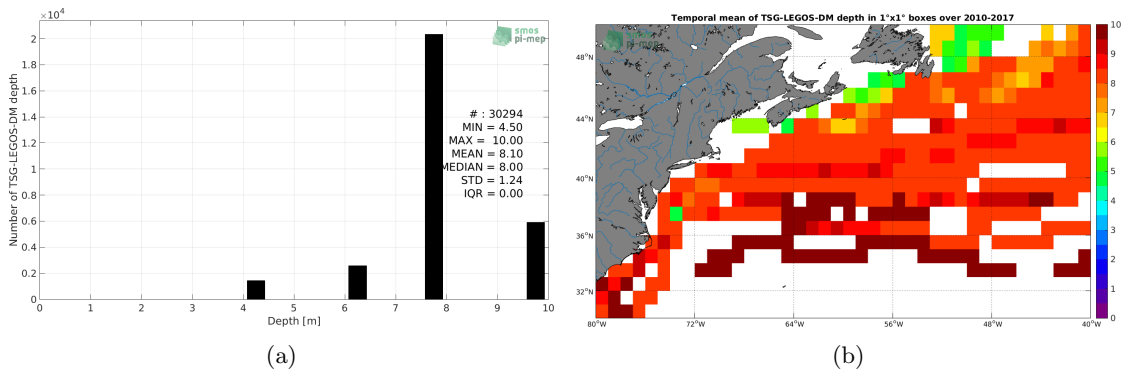 ×10⁴
2
1.8
1.6
1.4
1.2
1
0.8
0.6
0.4
0.2
0
Number of TSG-LEGOS-DM depth
0 1 2 3 4 5 6 7 8 9 10
Depth [m]
smos
pi-mep
# : 30294
MIN = 4.50
MAX = 10.00
MEAN = 8.10
MEDIAN = 8.00
STD = 1.24
IQR = 0.00
(a)
Temporal mean of TSG-LEGOS-DM depth in 1°x1° boxes over 2010-2017
smos
pi-mep
48°N
44°N
40°N
36°N
32°N
80°W 72°W 64°W 56°W 48°W 40°W
10
9
8
7
6
5
4
3
2
1
0
(b)